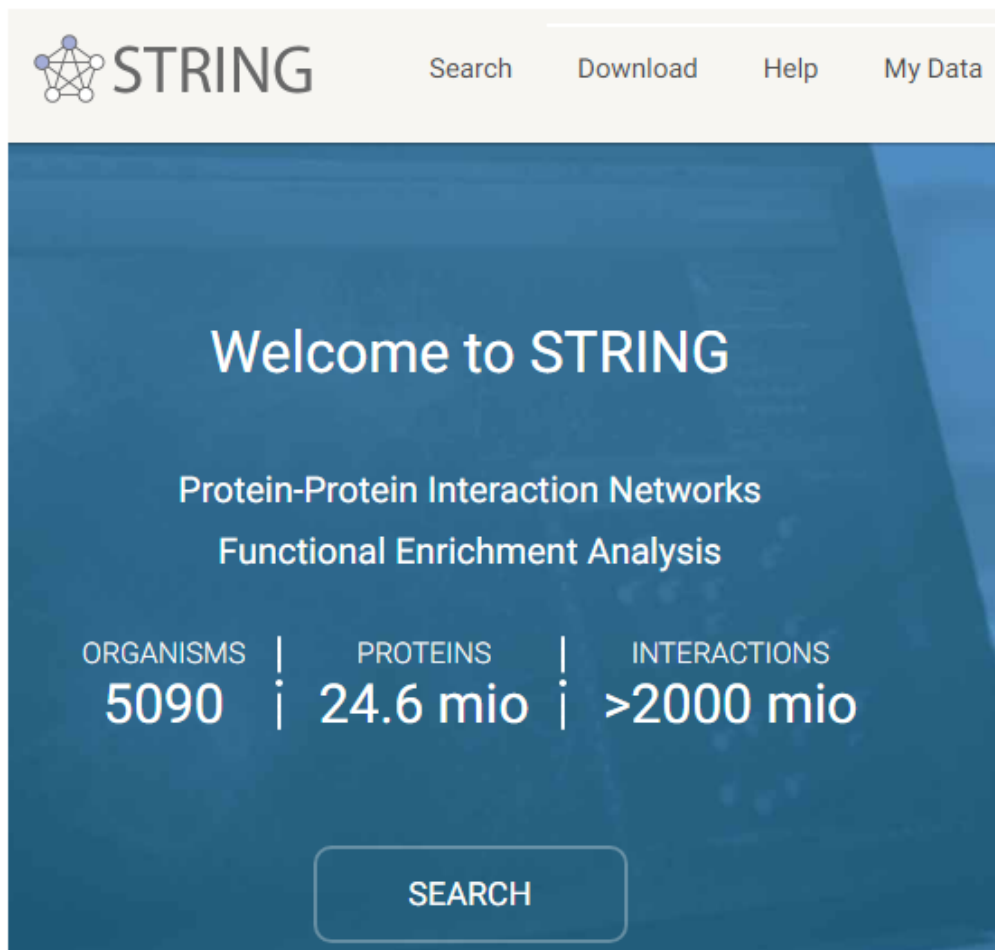 STRING Search Download Help My Data
Welcome to STRING
Protein-Protein Interaction Networks
Functional Enrichment Analysis
ORGANISMS PROTEINS INTERACTIONS
5090 24.6 mio >2000 mio
SEARCH